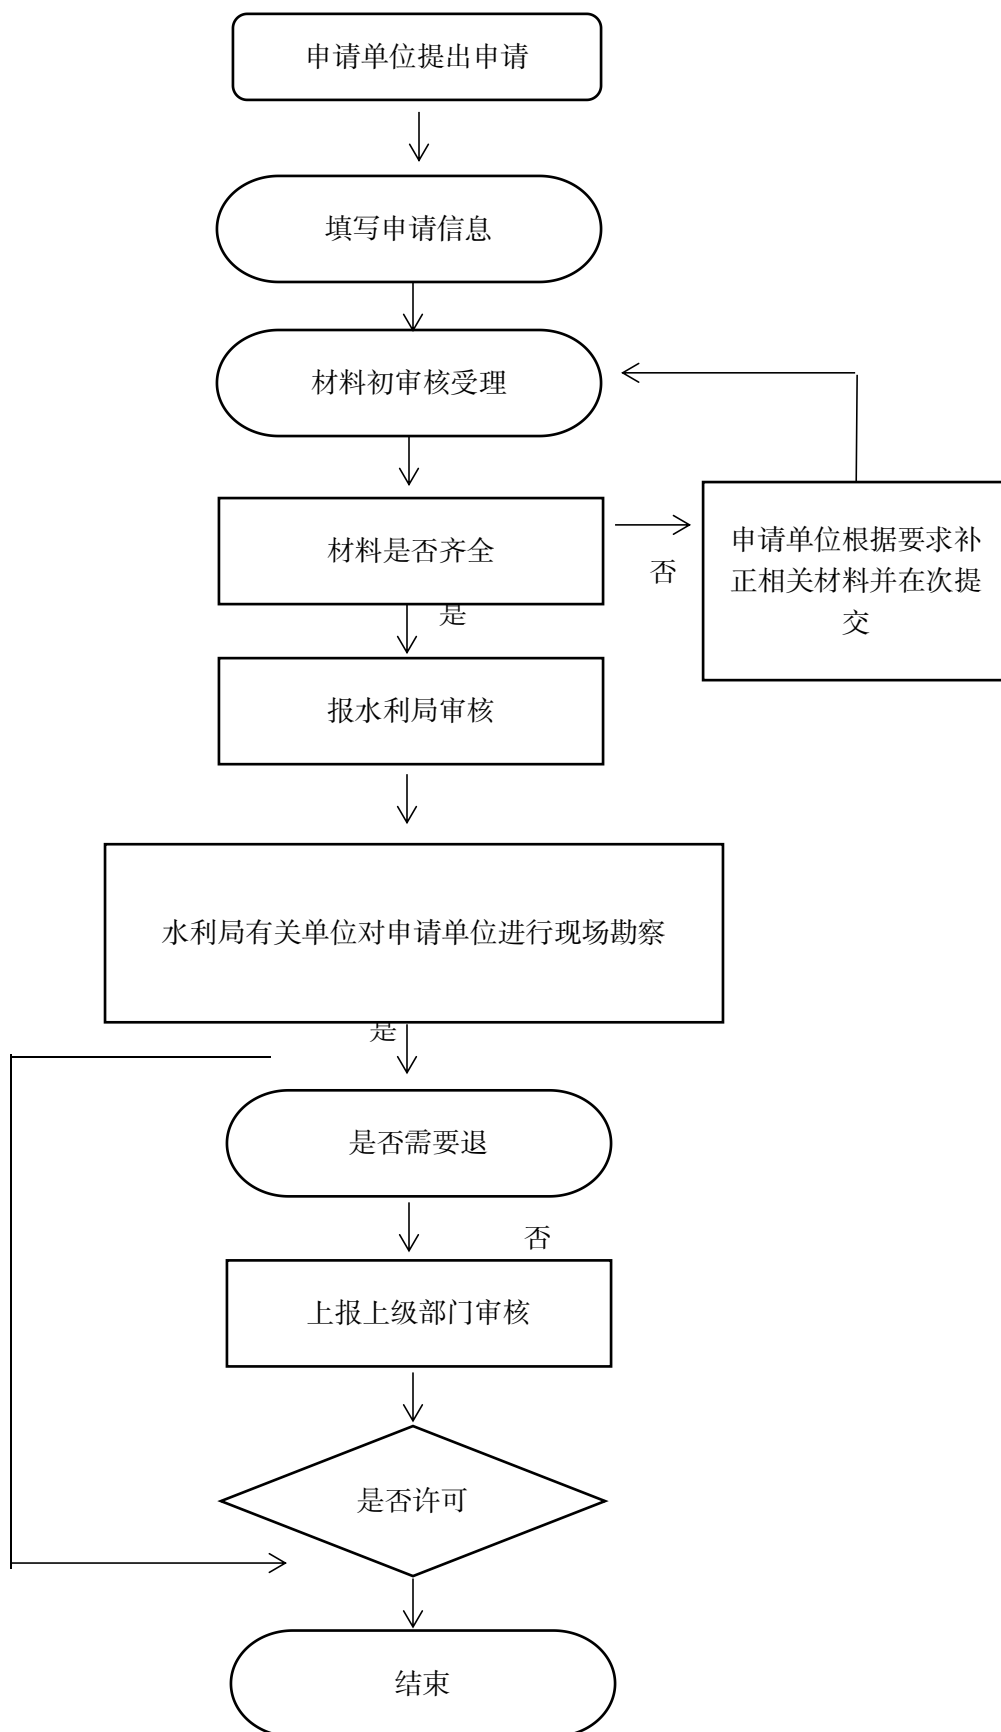 申请单位提出申请
填写申请信息
材料初审核受理
材料是否齐全
否
申请单位根据要求补
正相关材料并在次提
交
是
报水利局审核
水利局有关单位对申请单位进行现场勘察
是
是否需要退
否
上报上级部门审核
是否许可
结束